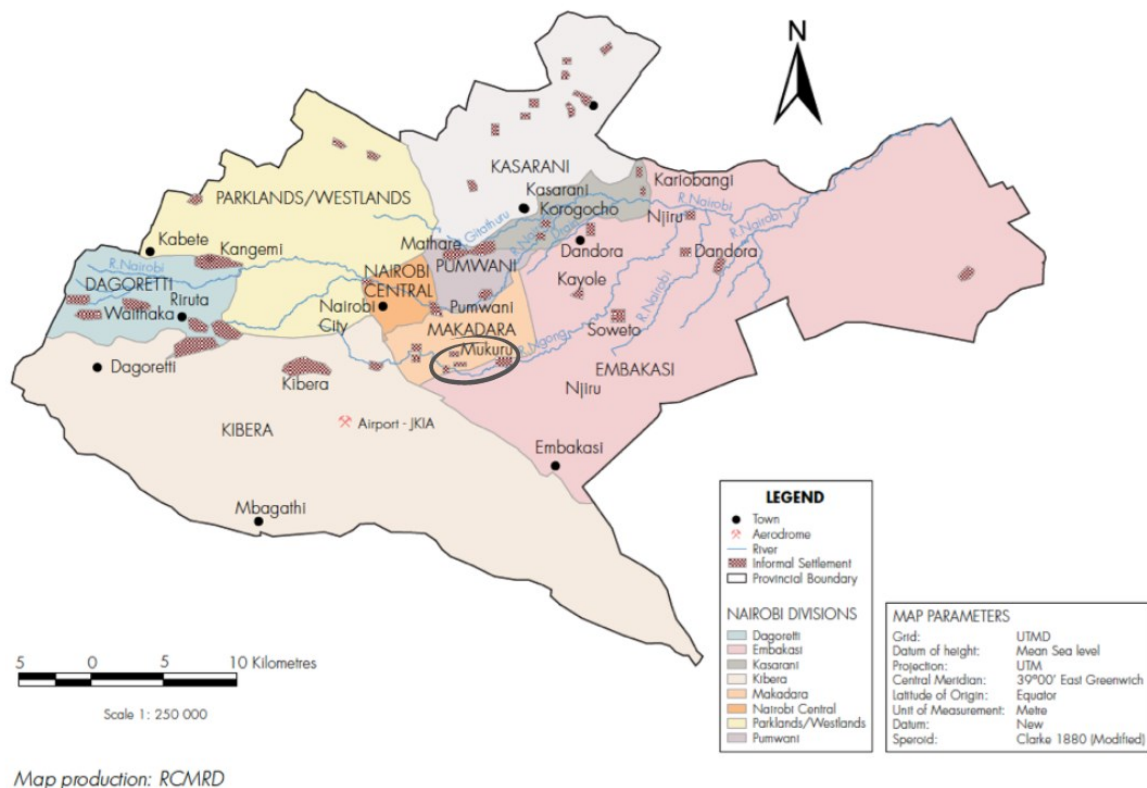 N
KASARANI
Kasarani
Korogocho
Kariobangi
PARKLANDS/WESTLANDS
Gitathuru
R.Nairobi
Njiru
R.Nairobi
Mathare
Kabete
Kangemi
Dandora
Dandora
PUMWANI
R.Nairobi
NAIROBI
CENTRAL
DAGORETTI
Riruta
Kayole
R.Nairobi
Waithaka
Nairobi
City
Pumwani
MAKADARA
Soweto
Mukuru
R.Ngong
EMBAKASI
Dagoretti
Kibera
Njiru
KIBERA
Airport - JKIA
Embakasi
Mbagathi
LEGEND
Town
Aerodrome
River
Informal Settlement
Provincial Boundary
NAIROBI DIVISIONS
Dagoretti
Embakasi
Kasarani
Kibera
Makadara
Nairobi Central
Parklands/Westlands
Pumwani
MAP PARAMETERS
Grid: UTMD
Datum of height: Mean Sea level
Projection: UTM
Central Meridian: 39º00' East Greenwich
Latitude of Origin: Equator
Unit of Measurement: Metre
Datum: New
Speroid: Clarke 1880 (Modified)
5 0 5 10 Kilometres
Scale 1: 250 000
Map production: RCMRD